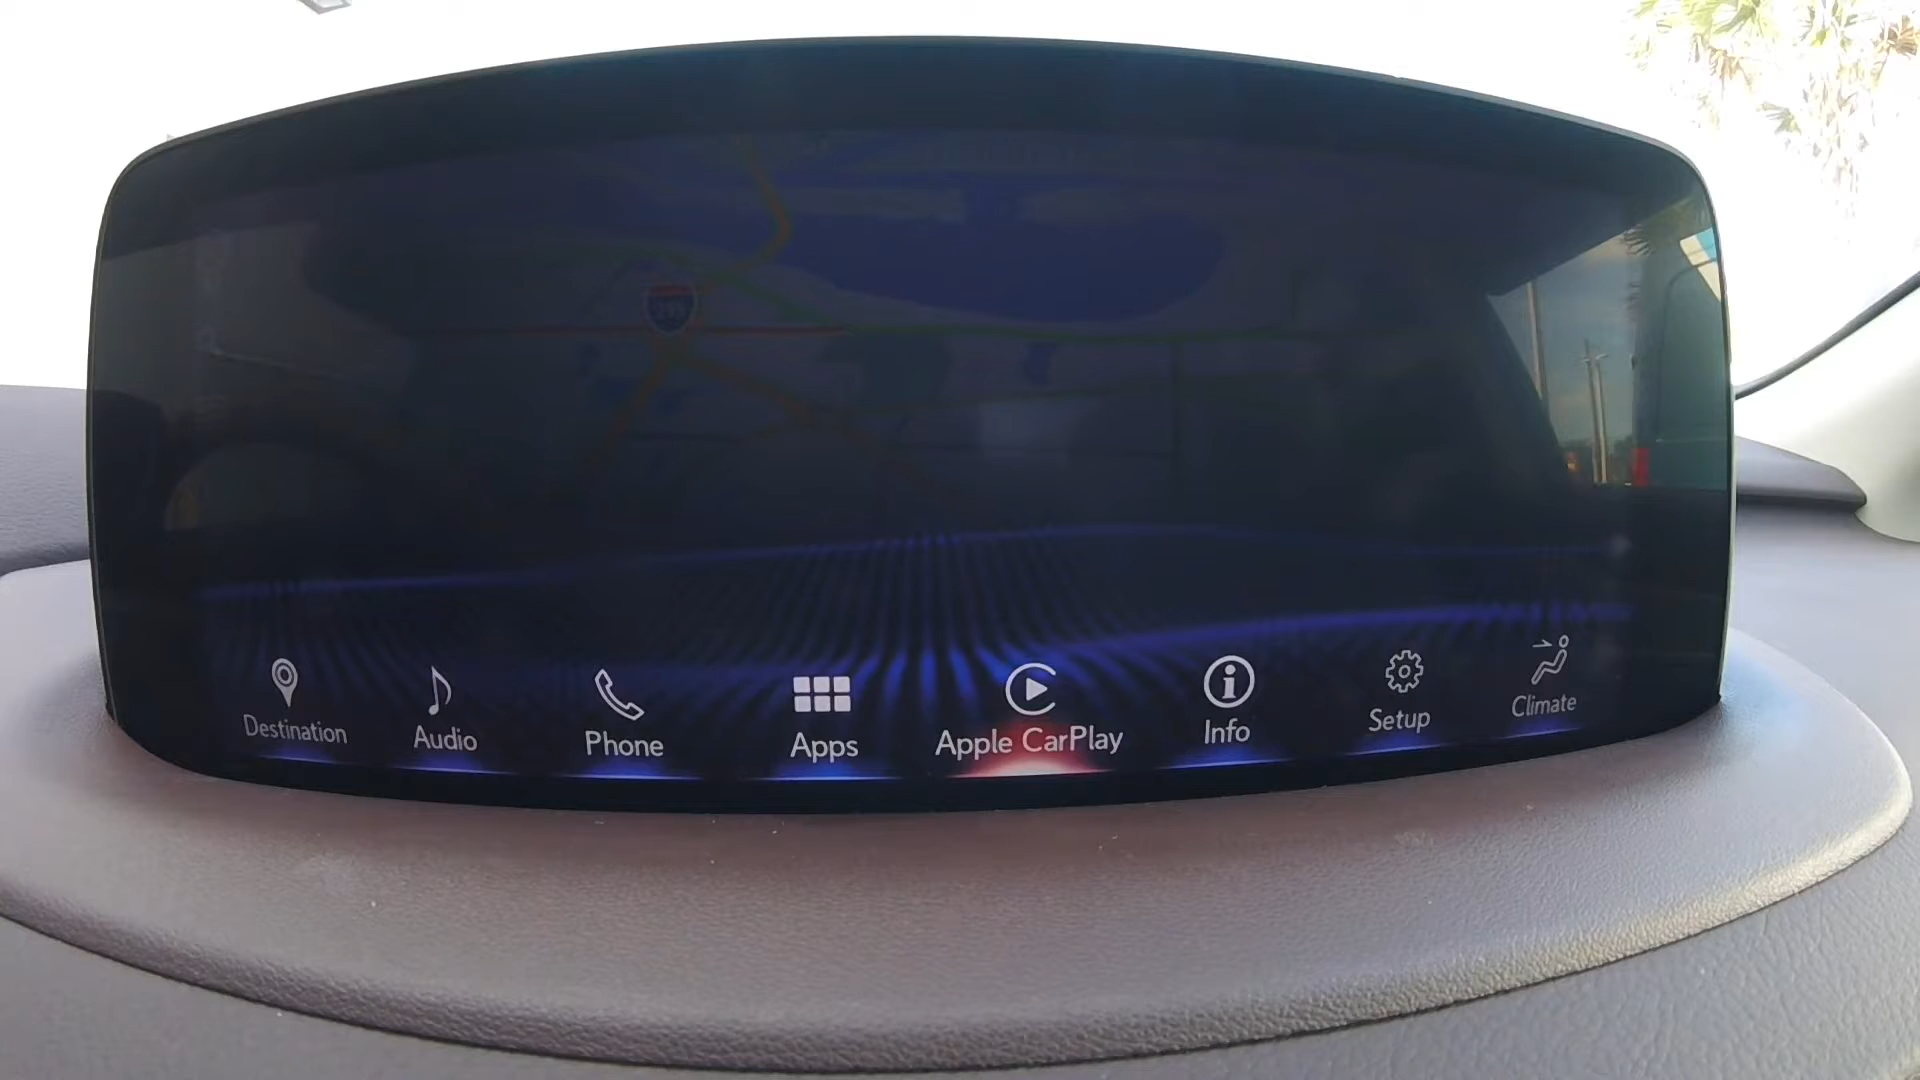 Destination
Audio
Phone
Apps
Apple CarPlay
Info
Setup
Climate